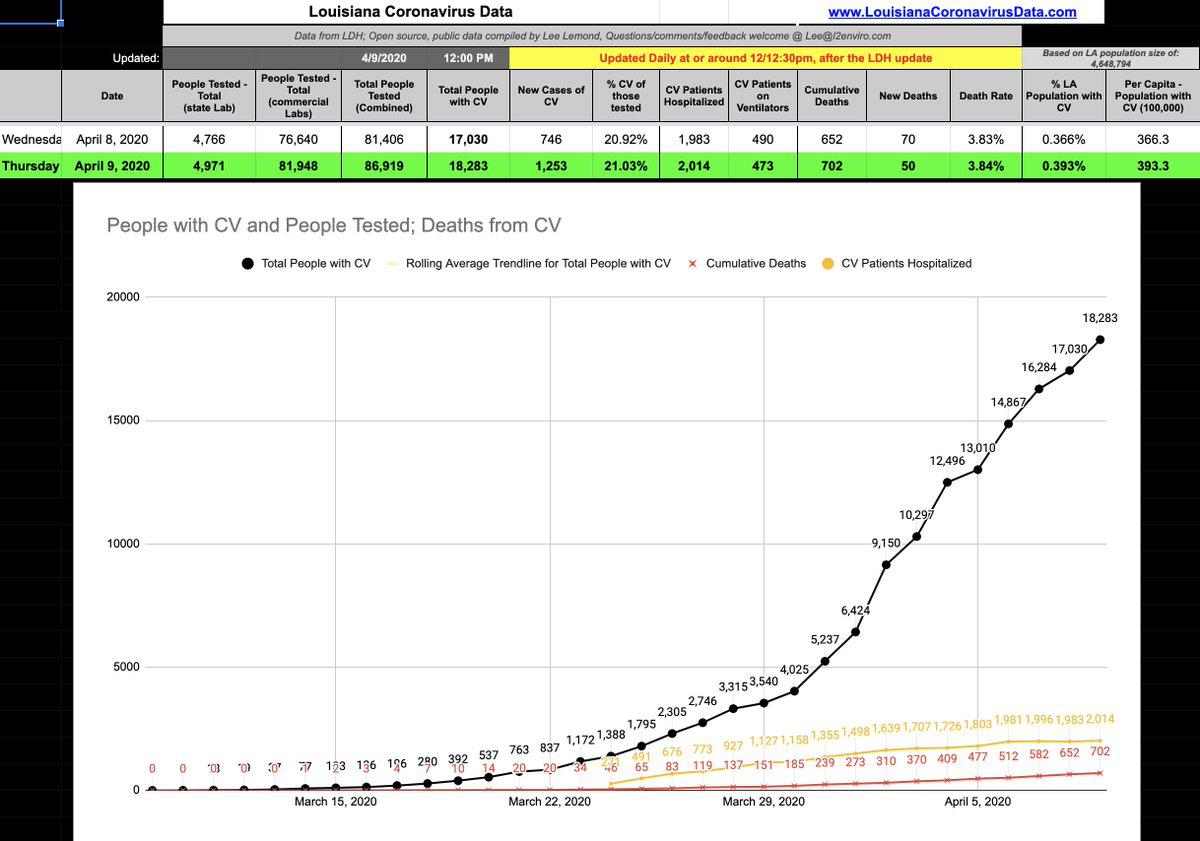 Louisiana Coronavirus Data
www.LouisianaCoronavirusData.com
Data from LDH; Open source, public data compiled by Lee Lemond, Questions/comments/feedback welcome @ Lee@l2enviro.com
Updated: 4/9/2020 12:00 PM
Updated Daily at or around 12/12:30pm, after the LDH update
Based on LA population size of:
4,648,794
Date
People Tested -
Total
(state Lab)
People Tested -
Total
(commercial
Labs)
Total People
Tested
(Combined)
Total People
with CV
New Cases of
CV
% CV of
those
tested
CV Patients
Hospitalized
CV Patients
on
Ventilators
Cumulative
Deaths
New Deaths
Death Rate
% LA
Population with
CV
Per Capita -
Population with
CV (100,000)
Wednesda April 8, 2020 4,766 76,640 81,406 17,030 746 20.92% 1,983 490 652 70 3.83% 0.366% 366.3
Thursday April 9, 2020 4,971 81,948 86,919 18,283 1,253 21.03% 2,014 473 702 50 3.84% 0.393% 393.3
People with CV and People Tested; Deaths from CV
Total People with CV Rolling Average Trendline for Total People with CV Cumulative Deaths CV Patients Hospitalized
20000
15000
10000
5000
0
280 392 537 763 837 1,172 1,388 1,795 2,305 2,746 3,315 3,540 4,025 5,237 6,424 9,150 10,297 12,496 13,010 14,867 16,284 17,030 18,283
271 491 676 773 927 1,127 1,158 1,355 1,498 1,639 1,707 1,726 1,803 1,981 1,996 1,983 2,014
0 0 0 0 0 1 2 3 4 7 10 14 20 20 34 46 65 83 119 137 151 185 239 273 310 370 409 477 512 582 652 702
March 15, 2020 March 22, 2020 March 29, 2020 April 5, 2020